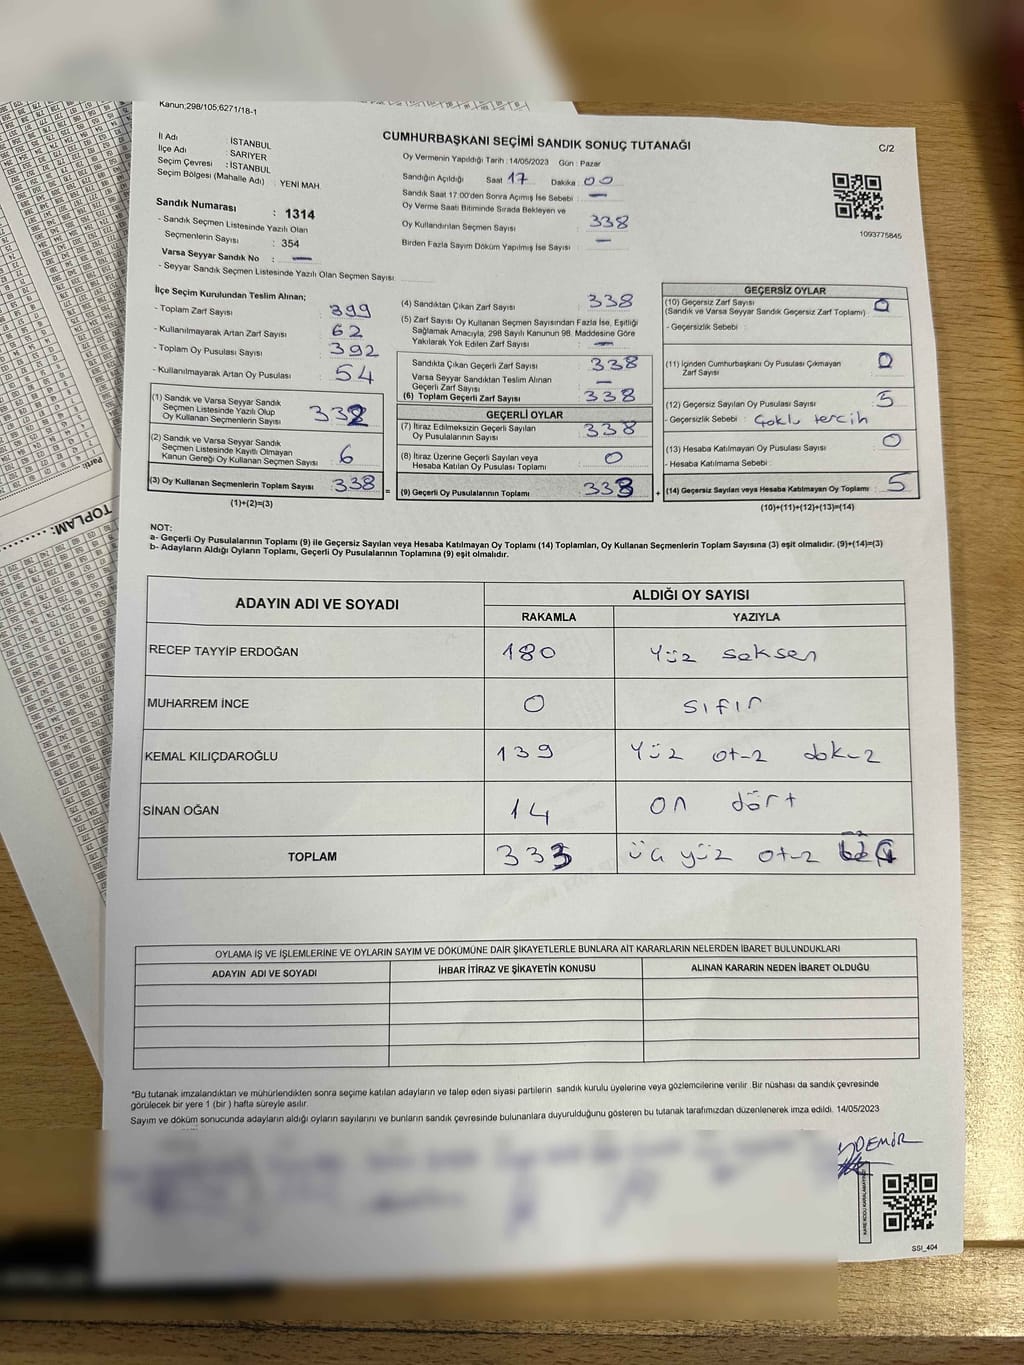 Kanun;298/105,6271/18-1
CUMHURBAŞKANI SEÇİMİ SANDIK SONUÇ TUTANAĞI
C/2
İl Adı : İSTANBUL
İlçe Adı : SARIYER
Seçim Çevresi : İSTANBUL
Seçim Bölgesi (Mahalle Adı) : YENİ MAH.
Oy Vermenin Yapıldığı Tarih : 14/05/2023 Gün : Pazar
Sandığın Açıldığı Saat 17 Dakika 00
Sandık Saat 17:00'den Sonra Açımış İse Sebebi : —
Oy Verme Saati Bitiminde Sırada Bekleyen ve
Oy Kullandırılan Seçmen Sayısı : 338
Birden Fazla Sayım Döküm Yapılmış İse Sayısı : —
1093775845
Sandık Numarası : 1314
- Sandık Seçmen Listesinde Yazılı Olan
Seçmenlerin Sayısı : 354
Varsa Seyyar Sandık No : —
- Seyyar Sandık Seçmen Listesinde Yazılı Olan Seçmen Sayısı
İlçe Seçim Kurulundan Teslim Alınan;
- Toplam Zarf Sayısı : 399
- Kullanılmayarak Artan Zarf Sayısı : 62
- Toplam Oy Pusulası Sayısı : 392
- Kullanılmayarak Artan Oy Pusulası : 54
(1) Sandık ve Varsa Seyyar Sandık
Seçmen Listesinde Yazılı Olup
Oy Kullanan Seçmenlerin Sayısı : 332
(2) Sandık ve Varsa Seyyar Sandık
Seçmen Listesinde Kayıtlı Olmayan
Kanun Gereği Oy Kullanan Seçmen Sayısı : 6
(3) Oy Kullanan Seçmenlerin Toplam Sayısı : 338
(1)+(2)=(3)
(4) Sandıktan Çıkan Zarf Sayısı : 338
(5) Zarf Sayısı Oy Kullanan Seçmen Sayısından Fazla İse, Eşitliği
Sağlamak Amacıyla, 298 Sayılı Kanunun 98. Maddesine Göre
Yakılarak Yok Edilen Zarf Sayısı : —
Sandıkta Çıkan Geçerli Zarf Sayısı : 338
Varsa Seyyar Sandıktan Teslim Alınan
Geçerli Zarf Sayısı : —
(6) Toplam Geçerli Zarf Sayısı : 338
GEÇERLİ OYLAR
(7) İtiraz Edilmeksizin Geçerli Sayılan
Oy Pusulalarının Sayısı : 338
(8) İtiraz Üzerine Geçerli Sayılan veya
Hesaba Katılan Oy Pusulası Toplamı : 0
= (9) Geçerli Oy Pusulalarının Toplamı : 333 +
GEÇERSİZ OYLAR
(10) Geçersiz Zarf Sayısı : 0
(Sandık ve Varsa Seyyar Sandık Geçersiz Zarf Toplamı)
- Geçersizlik Sebebi :
(11) İçinden Cumhurbaşkanı Oy Pusulası Çıkmayan
Zarf Sayısı : 0
(12) Geçersiz Sayılan Oy Pusulası Sayısı : 5
- Geçersizlik Sebebi : Çoklu tercih
(13) Hesaba Katılmayan Oy Pusulası Sayısı : 0
- Hesaba Katılmama Sebebi :
(14) Geçersiz Sayılan veya Hesaba Katılmayan Oy Toplamı : 5
(10)+(11)+(12)+(13)=(14)
NOT:
a- Geçerli Oy Pusulalarının Toplamı (9) ile Geçersiz Sayılan veya Hesaba Katılmayan Oy Toplamı (14) Toplamları, Oy Kullanan Seçmenlerin Toplam Sayısına (3) eşit olmalıdır. (9)+(14)=(3)
b- Adayların Aldığı Oyların Toplamı, Geçerli Oy Pusulalarının Toplamına (9) eşit olmalıdır.
ADAYIN ADI VE SOYADI ALDIĞI OY SAYISI
RAKAMLA YAZIYLA
RECEP TAYYİP ERDOĞAN 180 Yüz seksen
MUHARREM İNCE 0 sıfır
KEMAL KILIÇDAROĞLU 139 Yüz otuz dokuz
SİNAN OĞAN 14 on dört
TOPLAM 333 üç yüz otuz
OYLAMA İŞ VE İŞLEMLERİNE VE OYLARIN SAYIM VE DÖKÜMÜNE DAİR ŞİKAYETLERLE BUNLARA AİT KARARLARIN NELERDEN İBARET BULUNDUKLARI
ADAYIN ADI VE SOYADI İHBAR İTİRAZ VE ŞİKAYETİN KONUSU ALINAN KARARIN NEDEN İBARET OLDUĞU
*Bu tutanak imzalandıktan ve mühürlendikten sonra seçime katılan adayların ve talep eden siyasi partilerin sandık kurulu üyelerine veya gözlemcilerine verilir. Bir nüshası da sandık çevresinde
görülecek bir yere 1 (bir ) hafta süreyle asılır.
Sayım ve döküm sonucunda adayların aldığı oyların sayılarını ve bunların sandık çevresinde bulunanlara duyurulduğunu gösteren bu tutanak tarafımızdan düzenlenerek imza edildi. 14/05/2023
DEMİR
SSİ_404
TOPLAM:
Parti: